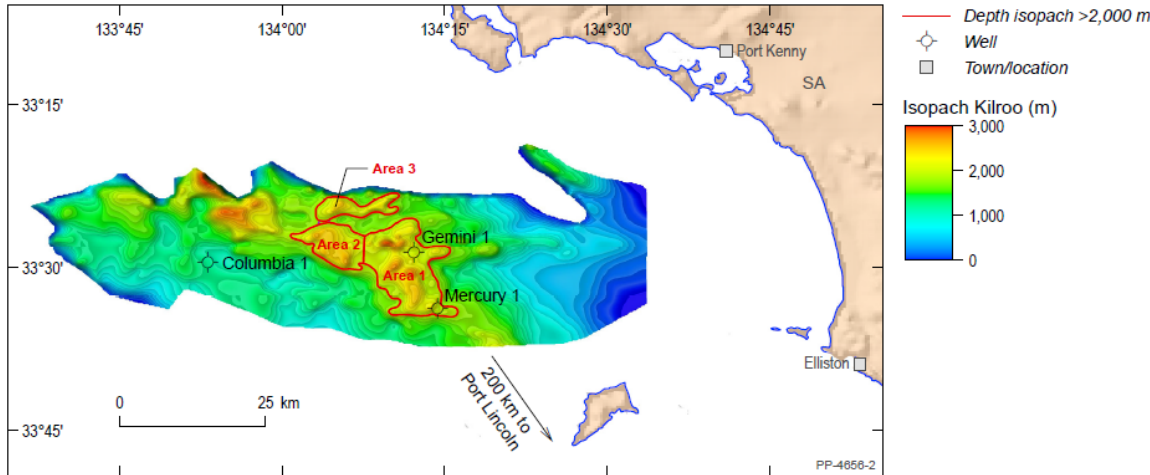 133°45'
134°00'
134°15'
134°30'
134°45'
Depth isopach >2,000 m
Well
Town/location
Port Kenny
SA
33°15'
Isopach Kilroo (m)
3,000
2,000
1,000
0
Area 3
Gemini 1
Area 2
Columbia 1
33°30'
Area 1
Mercury 1
Elliston
200 km to
Port Lincoln
0
25 km
33°45'
PP-4656-2